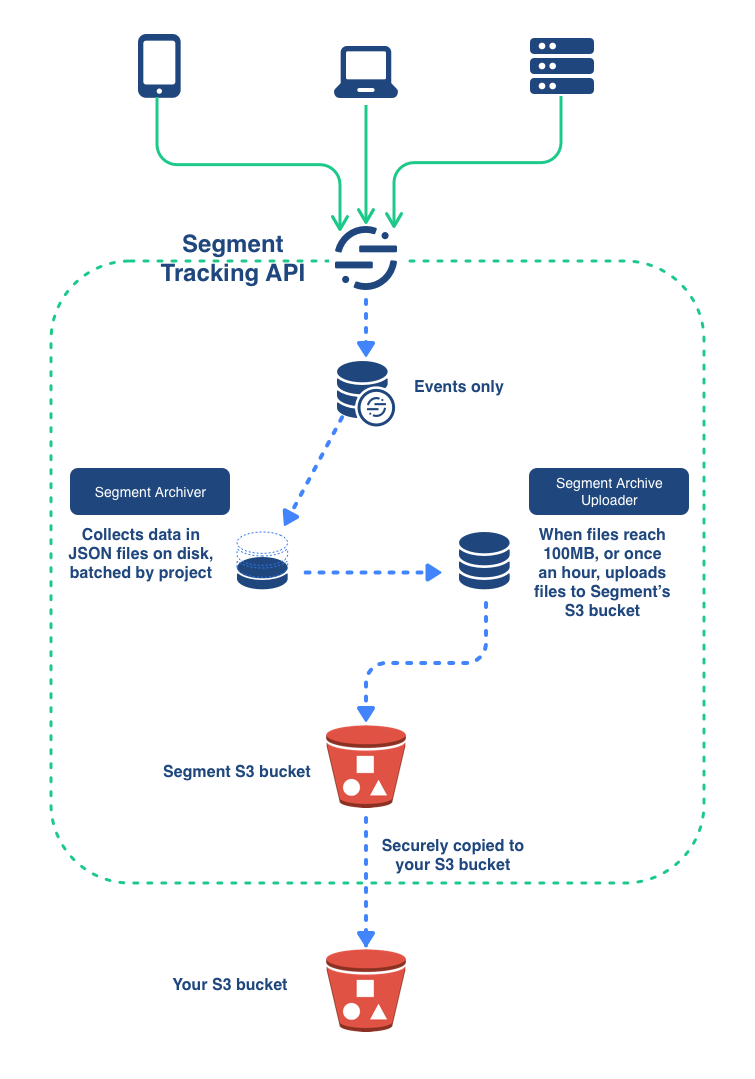 Segment
Tracking API
Events only
Segment Archiver
Collects data in
JSON files on disk,
batched by project
Segment Archive
Uploader
When files reach
100MB, or once
an hour, uploads
files to Segment’s
S3 bucket
Segment S3 bucket
Securely copied to
your S3 bucket
Your S3 bucket